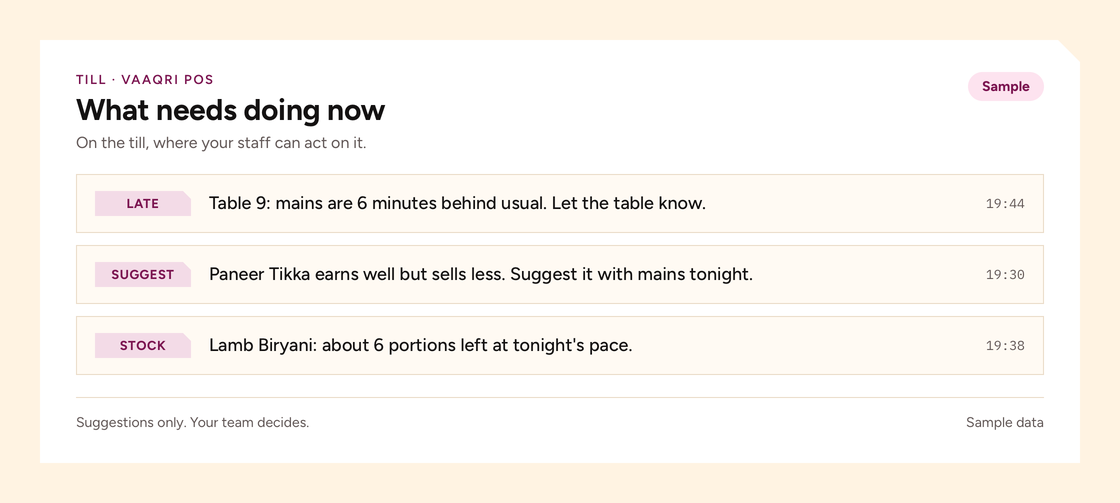 TILL · VAAQRI POS
Sample
What needs doing now
On the till, where your staff can act on it.
LATE Table 9: mains are 6 minutes behind usual. Let the table know. 19:44
SUGGEST Paneer Tikka earns well but sells less. Suggest it with mains tonight. 19:30
STOCK Lamb Biryani: about 6 portions left at tonight's pace. 19:38
Suggestions only. Your team decides. Sample data